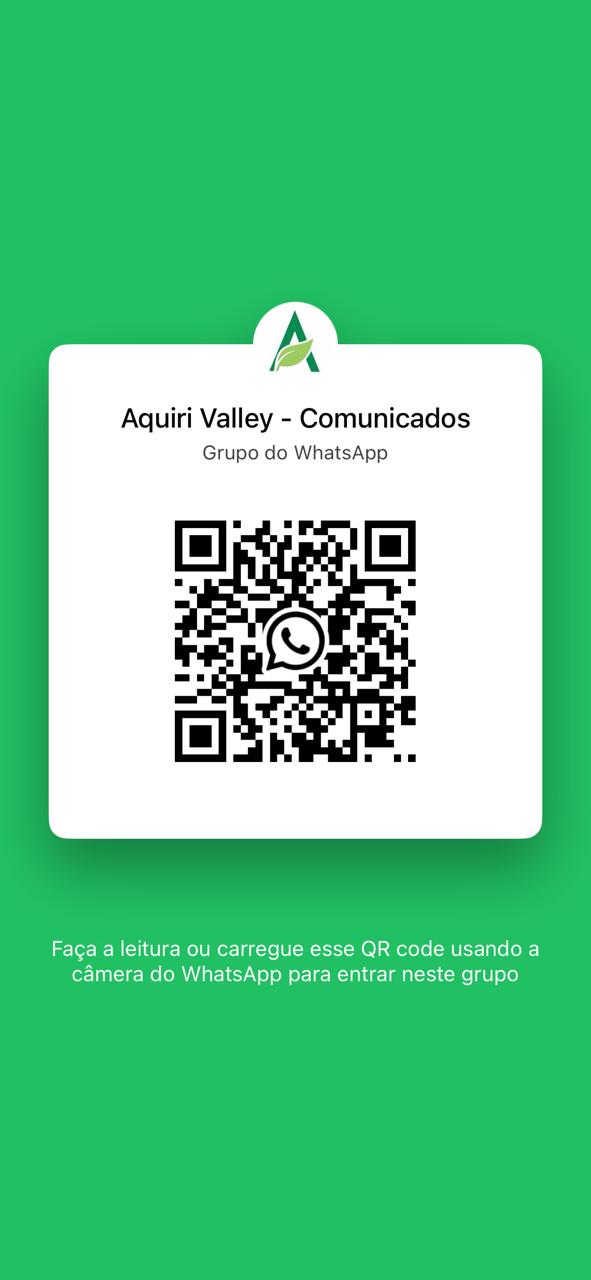 Aquiri Valley - Comunicados
Grupo do WhatsApp
Faça a leitura ou carregue esse QR code usando a
câmera do WhatsApp para entrar neste grupo